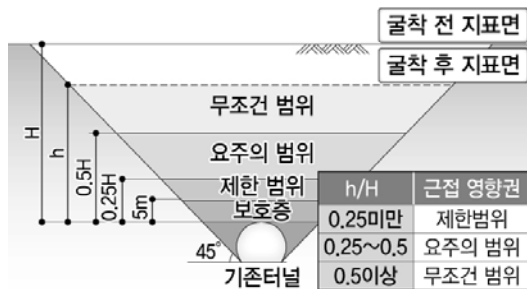 굴착 전 지표면
굴착 후 지표면
무조건 범위
요주의 범위
제한 범위
보호층
H
h
0.5H
0.25H
5m
45°
기존터널
h/H 근접 영향권
0.25미만 제한범위
0.25~0.5 요주의 범위
0.5이상 무조건 범위